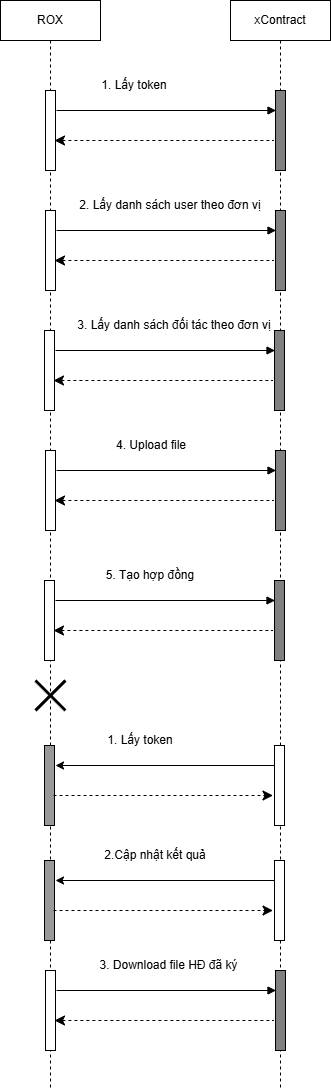 ROX
xContract
1. Lấy token
2. Lấy danh sách user theo đơn vị
3. Lấy danh sách đối tác theo đơn vị
4. Upload file
5. Tạo hợp đồng
1. Lấy token
2.Cập nhật kết quả
3. Download file HĐ đã ký